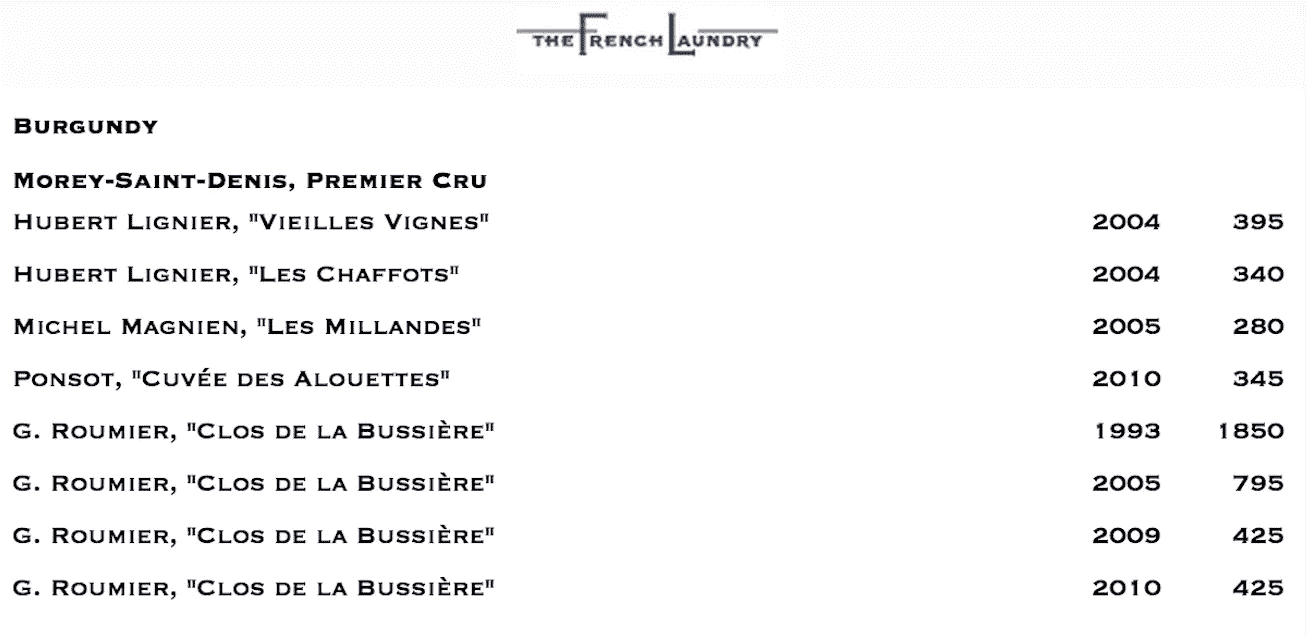 THE FRENCH LAUNDRY
BURGUNDY
MOREY-SAINT-DENIS, PREMIER CRU
HUBERT LIGNIER, "VIEILLES VIGNES" 2004 395
HUBERT LIGNIER, "LES CHAFFOTS" 2004 340
MICHEL MAGNIEN, "LES MILLANDES" 2005 280
PONSOT, "CUVÉE DES ALOUETTES" 2010 345
G. ROUMIER, "CLOS DE LA BUSSIÈRE" 1993 1850
G. ROUMIER, "CLOS DE LA BUSSIÈRE" 2005 795
G. ROUMIER, "CLOS DE LA BUSSIÈRE" 2009 425
G. ROUMIER, "CLOS DE LA BUSSIÈRE" 2010 425